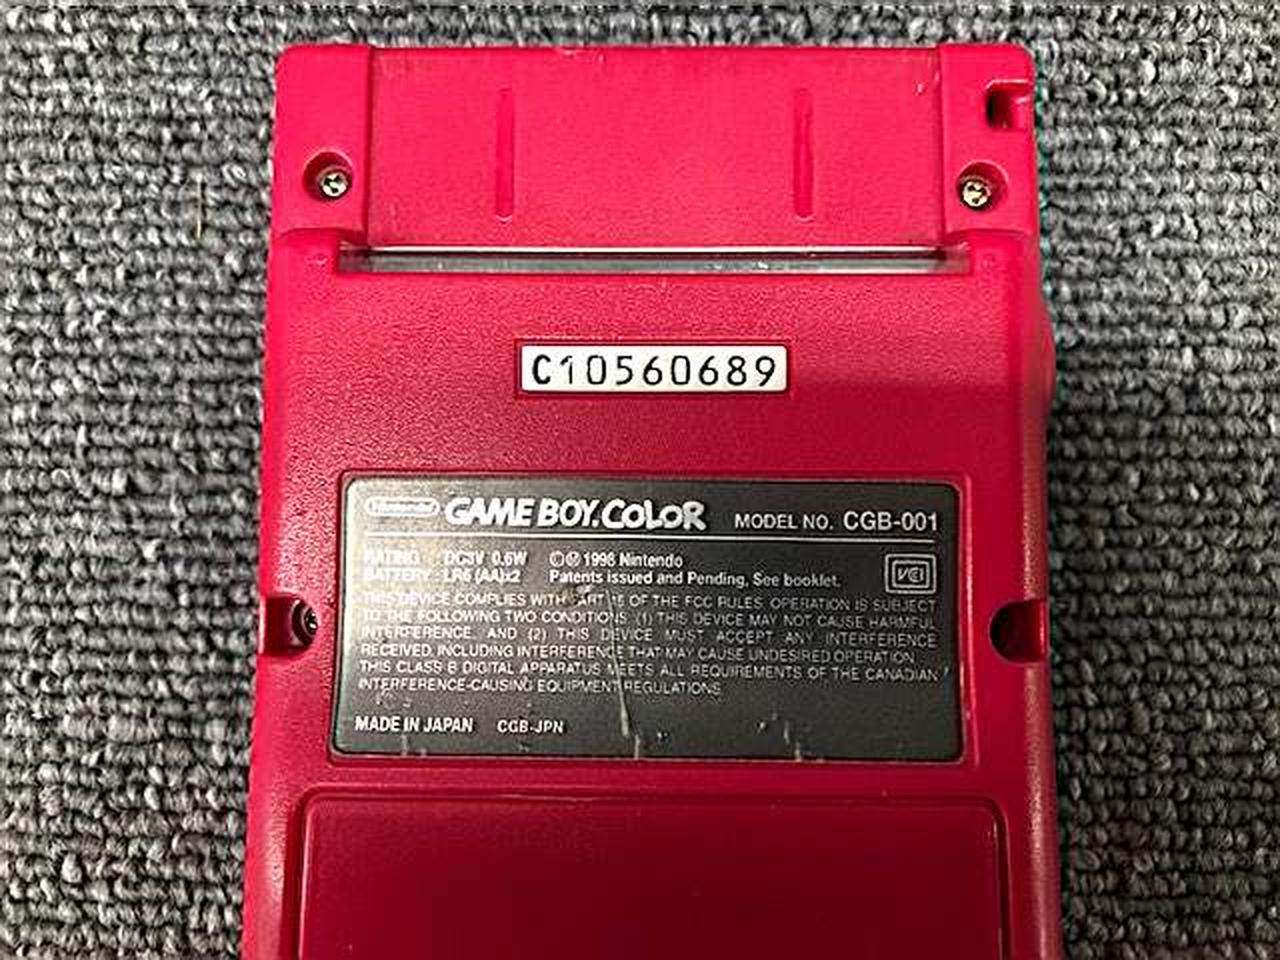 C10560689
Nintendo GAME BOY COLOR MODEL NO. CGB-001
RATING : DC3V 0.6W ©Ⓟ 1998 Nintendo
BATTERY : LR6 (AA)x2 Patents issued and Pending. See booklet.
VCI
THIS DEVICE COMPLIES WITH PART 15 OF THE FCC RULES. OPERATION IS SUBJECT
TO THE FOLLOWING TWO CONDITIONS: (1) THIS DEVICE MAY NOT CAUSE HARMFUL
INTERFERENCE, AND (2) THIS DEVICE MUST ACCEPT ANY INTERFERENCE
RECEIVED, INCLUDING INTERFERENCE THAT MAY CAUSE UNDESIRED OPERATION.
THIS CLASS B DIGITAL APPARATUS MEETS ALL REQUIREMENTS OF THE CANADIAN
INTERFERENCE-CAUSING EQUIPMENT REGULATIONS.
MADE IN JAPAN CGB-JPN